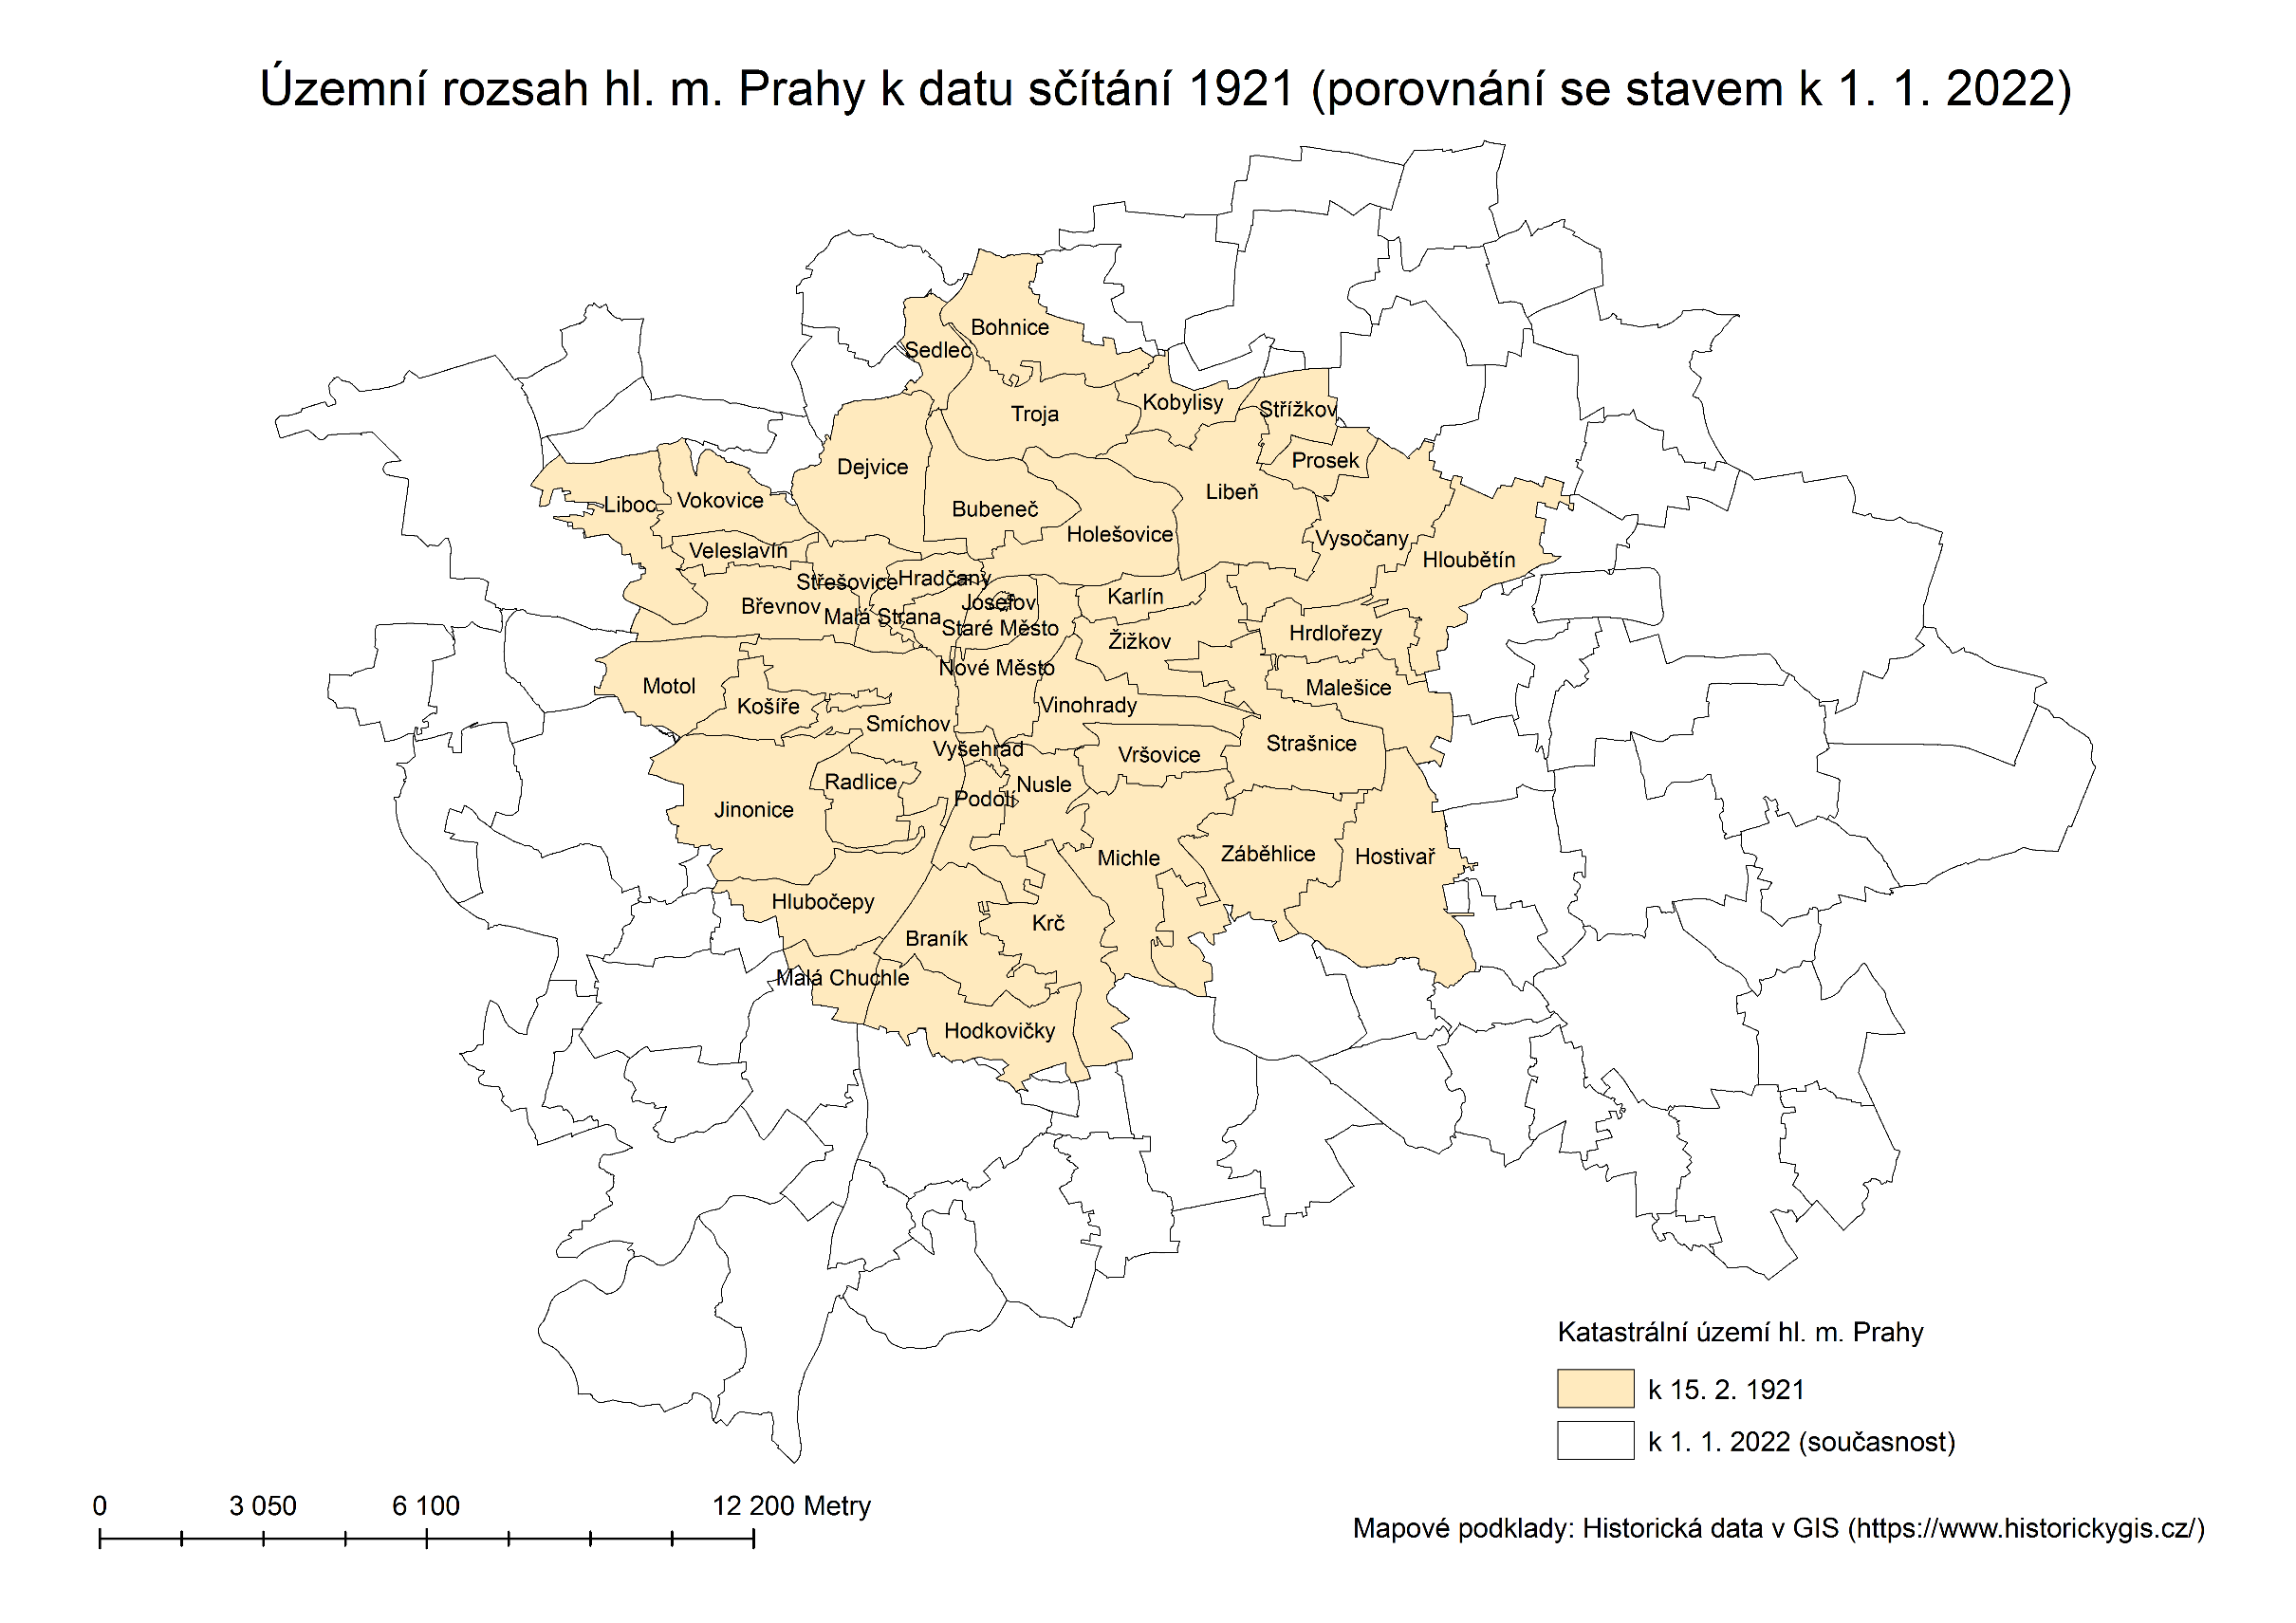 Územní rozsah hl. m. Prahy k datu sčítání 1921 (porovnání se stavem k 1. 1. 2022)
Bohnice
Sedlec
Kobylisy
Střížkov
Troja
Prosek
Dejvice
Libeň
Vokovice
Liboc
Bubeneč
Holešovice
Vysočany
Veleslavín
Hloubětín
Hradčany
Střešovice
Karlín
Josefov
Břevnov
Malá Strana
Staré Město
Hrdlořezy
Žižkov
Nové Město
Motol
Malešice
Košíře
Vinohrady
Smíchov
Strašnice
Vyšehrad
Vršovice
Radlice
Nusle
Podolí
Jinonice
Záběhlice
Hostivař
Michle
Hlubočepy
Krč
Braník
Malá Chuchle
Hodkovičky
Katastrální území hl. m. Prahy
k 15. 2. 1921
k 1. 1. 2022 (současnost)
0 3 050 6 100 12 200 Metry
Mapové podklady: Historická data v GIS (https://www.historickygis.cz/)